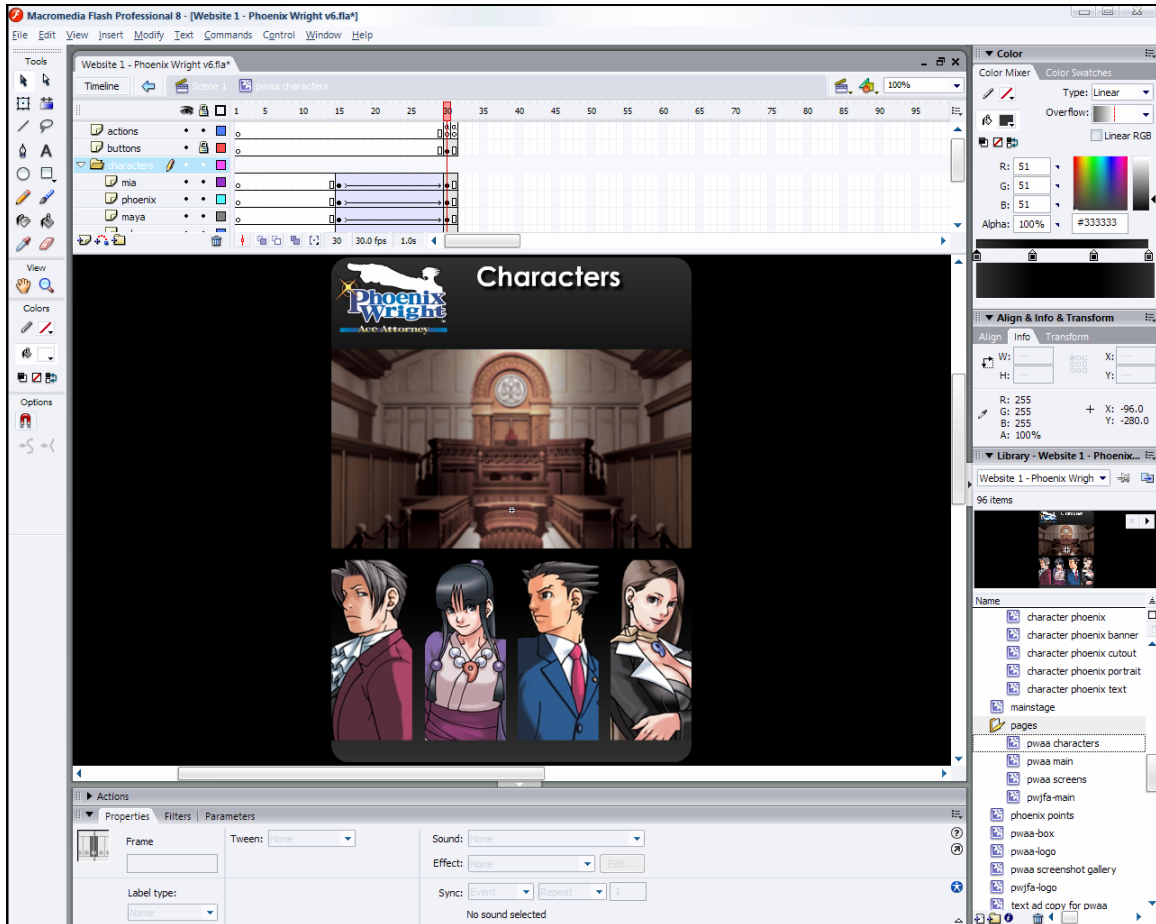 Macromedia Flash Professional 8 - [Website 1 - Phoenix Wright v6.fla*]
File Edit View Insert Modify Text Commands Control Window Help
Tools
View
Colors
Options
Website 1 - Phoenix Wright v6.fla*
Timeline Scene 1 pwaa characters 100%
1 5 10 15 20 25 30 35 40 45 50 55 60 65 70 75 80 85 90 95
actions
buttons
characters
mia
phoenix
maya
30 30.0 fps 1.0s
Characters
Phoenix
Wright
Ace Attorney
Actions
Properties Filters Parameters
Frame
Tween: None
Sound: None
Effect: None Edit...
Label type:
Name
Sync: Event Repeat 1
No sound selected
Color
Color Mixer Color Swatches
Type: Linear
Overflow:
Linear RGB
R: 51
G: 51
B: 51
Alpha: 100% #333333
Align & Info & Transform
Align Info Transform
W: X:
H: Y:
R: 255
G: 255
B: 255
A: 100%
+ X: -96.0
Y: -280.0
Library - Website 1 - Phoenix...
Website 1 - Phoenix Wrigh
96 items
Name
character phoenix
character phoenix banner
character phoenix cutout
character phoenix portrait
character phoenix text
mainstage
pages
pwaa characters
pwaa main
pwaa screens
pwjfa-main
phoenix points
pwaa-box
pwaa-logo
pwaa screenshot gallery
pwjfa-logo
text ad copy for pwaa